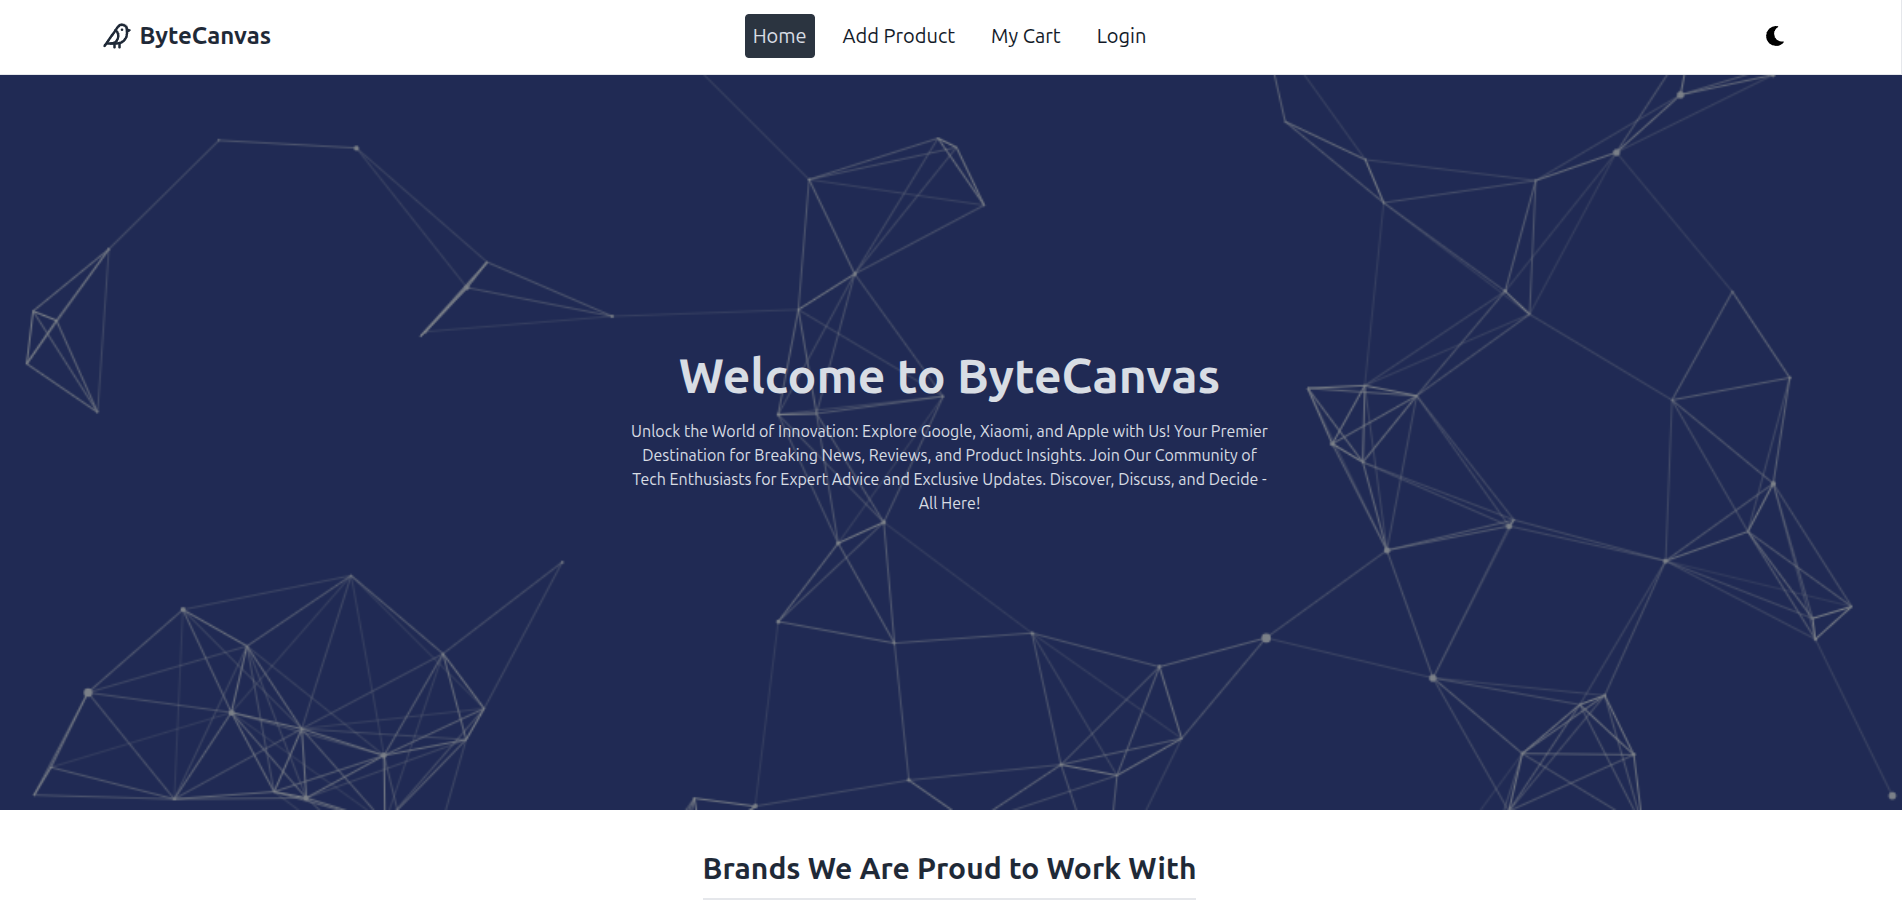 ByteCanvas
Home
Add Product
My Cart
Login
Welcome to ByteCanvas
Unlock the World of Innovation: Explore Google, Xiaomi, and Apple with Us! Your Premier
Destination for Breaking News, Reviews, and Product Insights. Join Our Community of
Tech Enthusiasts for Expert Advice and Exclusive Updates. Discover, Discuss, and Decide -
All Here!
Brands We Are Proud to Work With